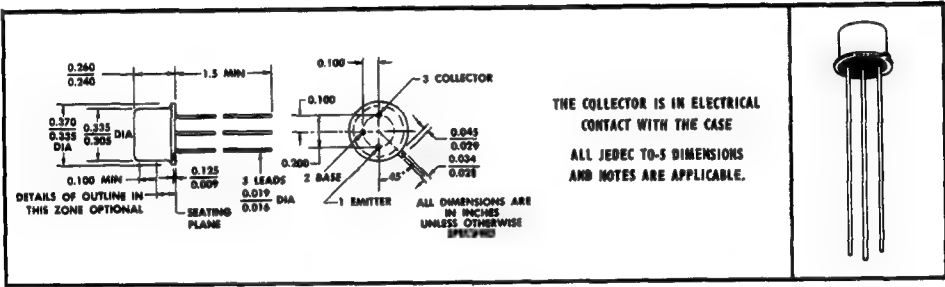 0.260
0.240
1.5 MIN
0.370
0.335
DIA
0.335
0.305
DIA
0.100 MIN
0.125
0.009
DETAILS OF OUTLINE IN
THIS ZONE OPTIONAL
SEATING
PLANE
3 LEADS
0.019
0.016
DIA
0.100
0.100
0.200
3 COLLECTOR
2 BASE
1 EMITTER
45°
0.045
0.029
0.034
0.028
ALL DIMENSIONS ARE
IN INCHES
UNLESS OTHERWISE
THE COLLECTOR IS IN ELECTRICAL
CONTACT WITH THE CASE
ALL JEDEC TO-5 DIMENSIONS
AND NOTES ARE APPLICABLE.